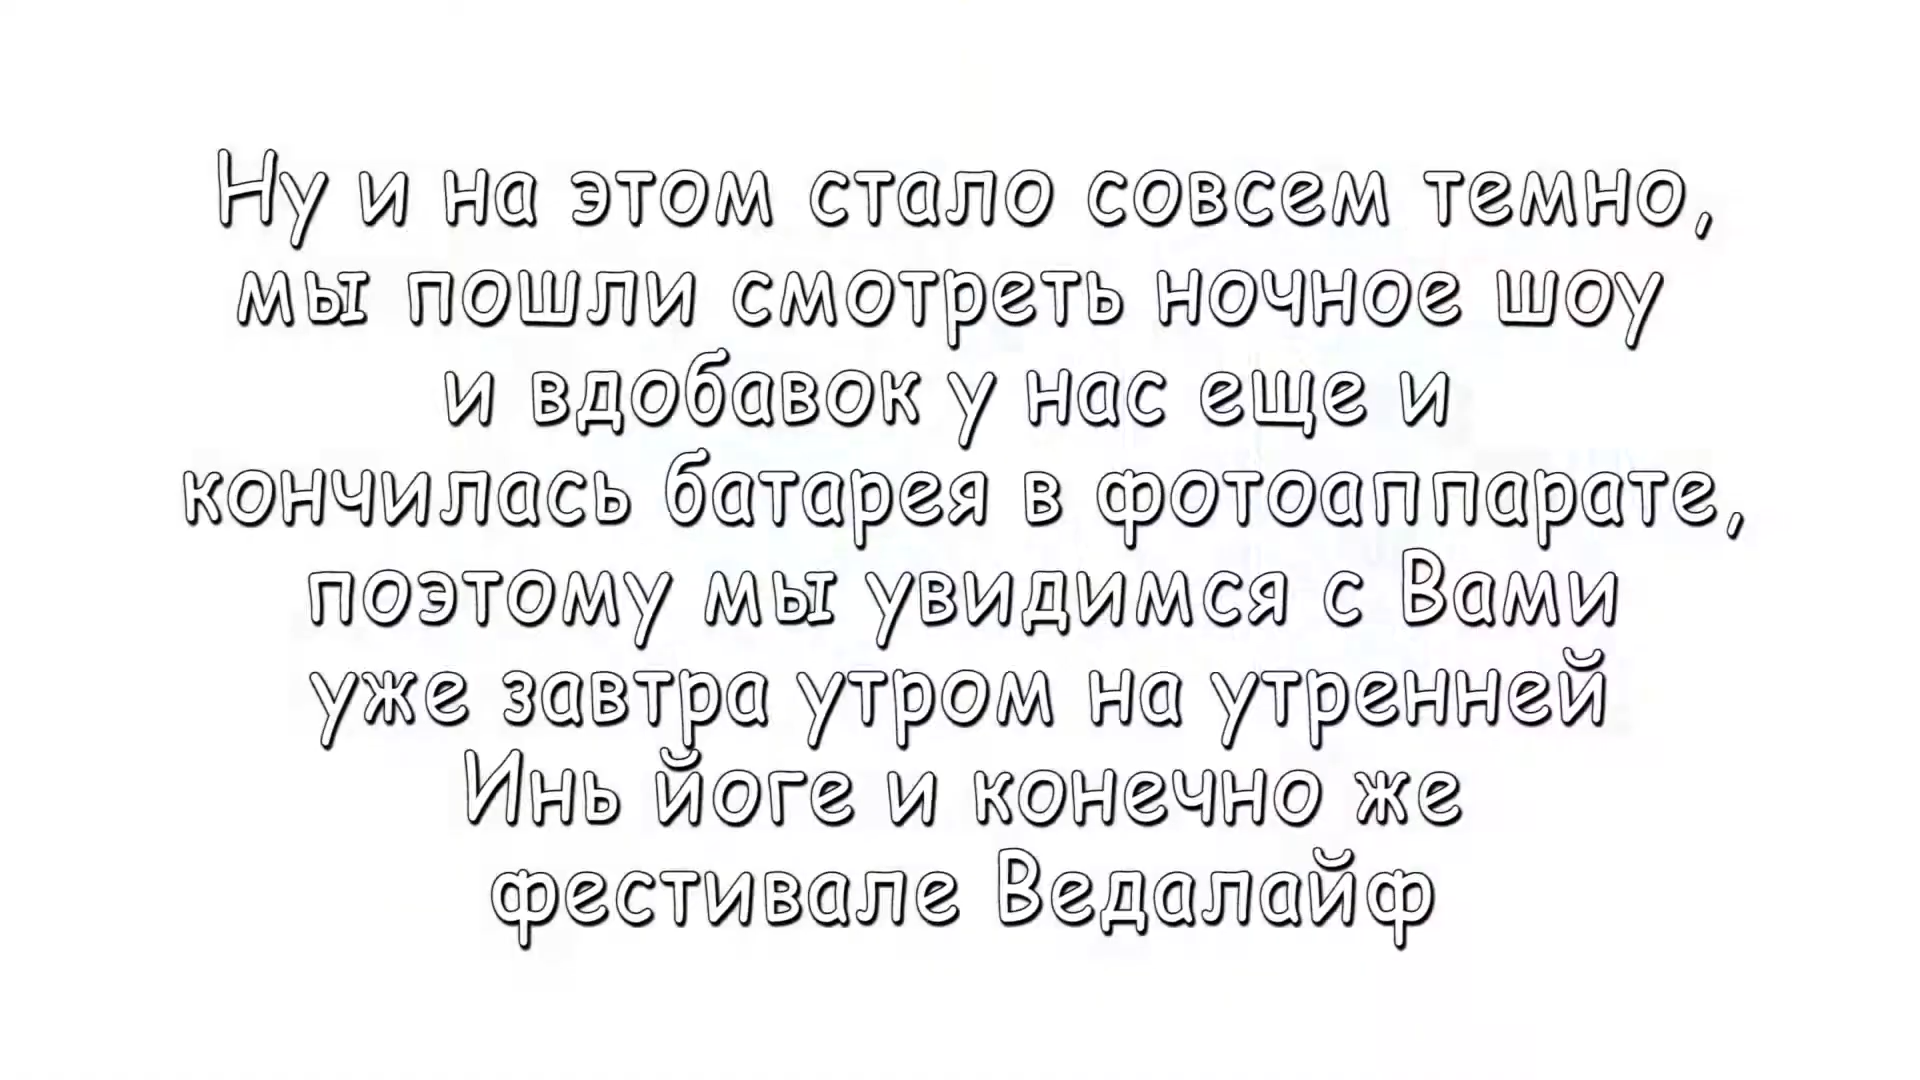 Ну и на этом стало совсем темно,
мы пошли смотреть ночное шоу
и вдобавок у нас еще и
кончилась батарея в фотоаппарате,
поэтому мы увидимся с Вами
уже завтра утром на утренней
Инь йоге и конечно же
фестивале Ведалайф